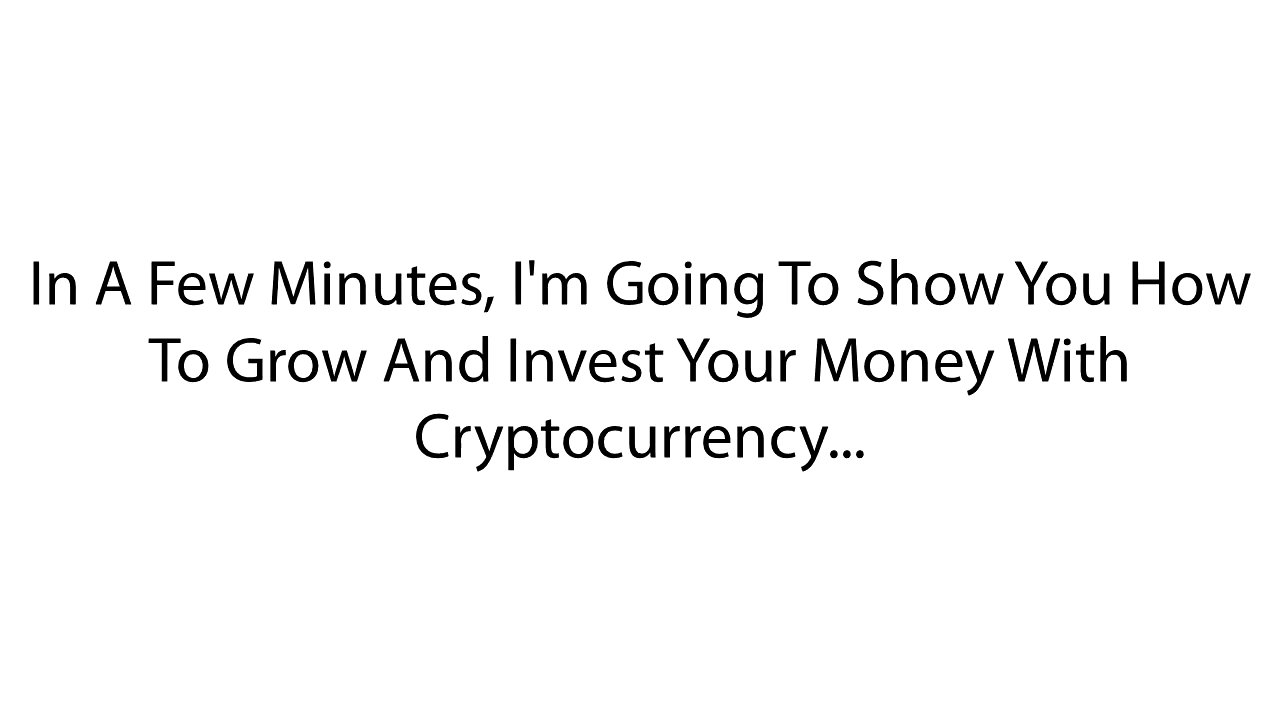 In A Few Minutes, I'm Going To Show You How
To Grow And Invest Your Money With
Cryptocurrency...